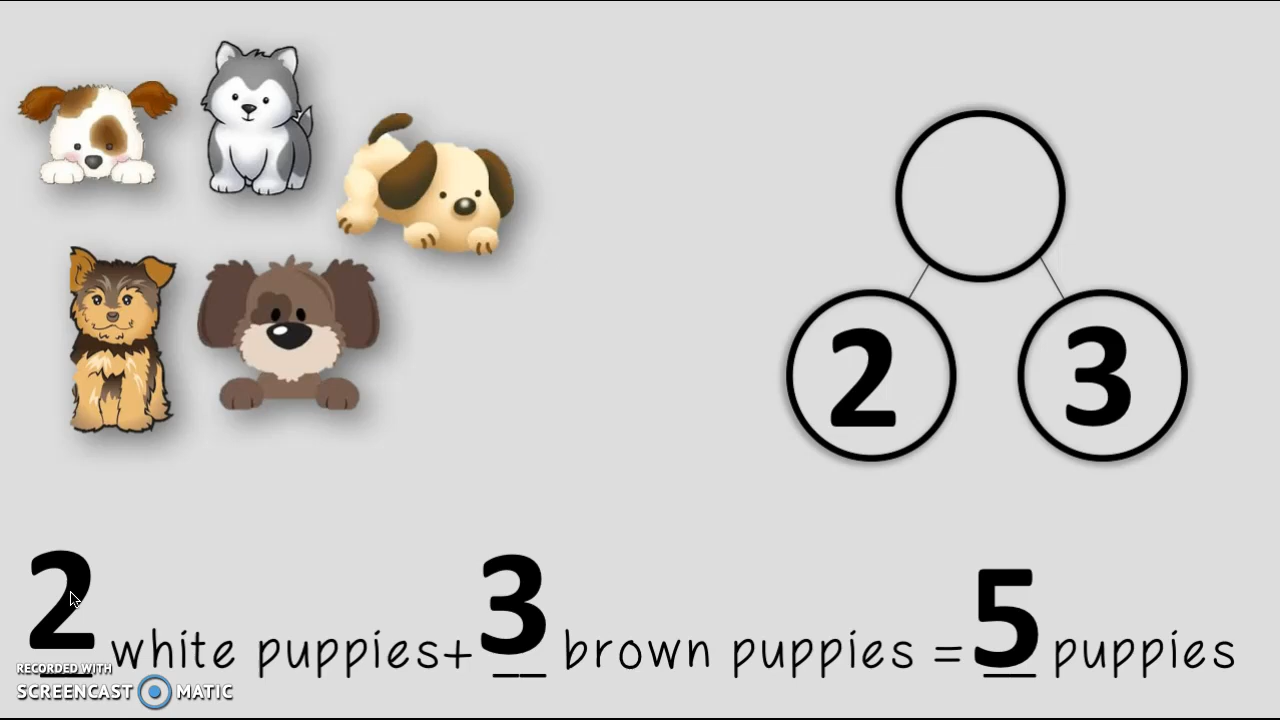 2 3
2 white puppies+ 3 brown puppies = 5 puppies
RECORDED WITH
SCREENCAST MATIC